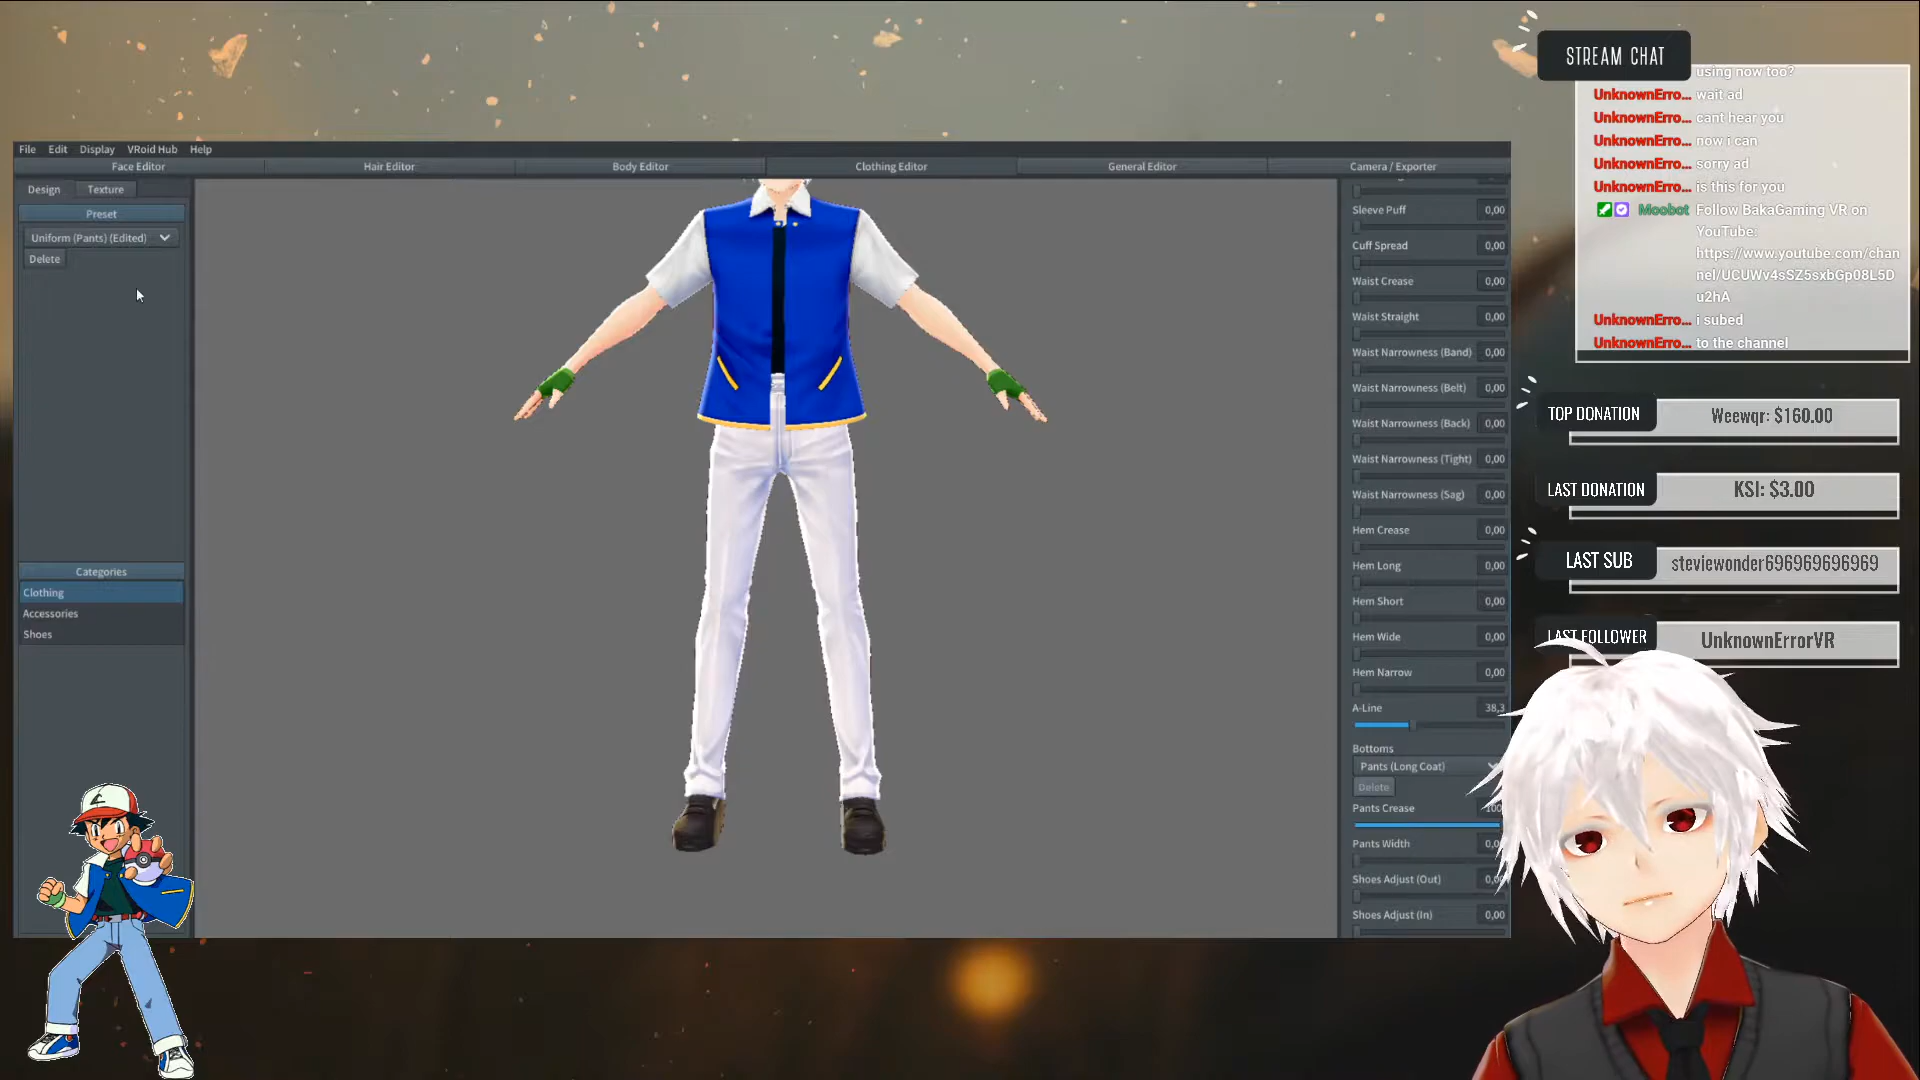 File Edit Display VRoid Hub Help
Face Editor Hair Editor Body Editor Clothing Editor General Editor Camera / Exporter
Design Texture
Preset
Uniform (Pants) (Edited)
Delete
Categories
Clothing
Accessories
Shoes
Sleeve Puff 0,00
Cuff Spread 0,00
Waist Crease 0,00
Waist Straight 0,00
Waist Narrowness (Band) 0,00
Waist Narrowness (Belt) 0,00
Waist Narrowness (Back) 0,00
Waist Narrowness (Tight) 0,00
Waist Narrowness (Sag) 0,00
Hem Crease 0,00
Hem Long 0,00
Hem Short 0,00
Hem Wide 0,00
Hem Narrow 0,00
A-Line 38,3
Bottoms
Pants (Long Coat)
Delete
Pants Crease
Pants Width
Shoes Adjust (Out)
Shoes Adjust (In) 0,00
STREAM CHAT
using now too?
UnknownErro... wait ad
UnknownErro... cant hear you
UnknownErro... now i can
UnknownErro... sorry ad
UnknownErro... is this for you
Moobot Follow BakaGaming VR on
YouTube:
https://www.youtube.com/chan
nel/UCUWv4sSZ5sxbGp08L5D
u2hA
UnknownErro... i subed
UnknownErro... to the channel
TOP DONATION Weewqr: $160.00
LAST DONATION KSI: $3.00
LAST SUB steviewonder696969696969
LAST FOLLOWER UnknownErrorVR